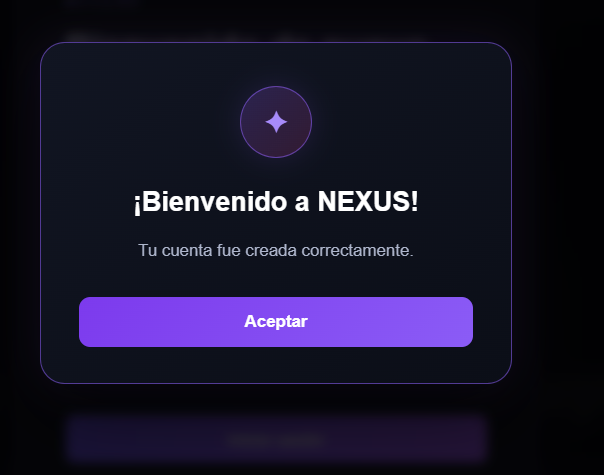 ¡Bienvenido a NEXUS!
Tu cuenta fue creada correctamente.
Aceptar